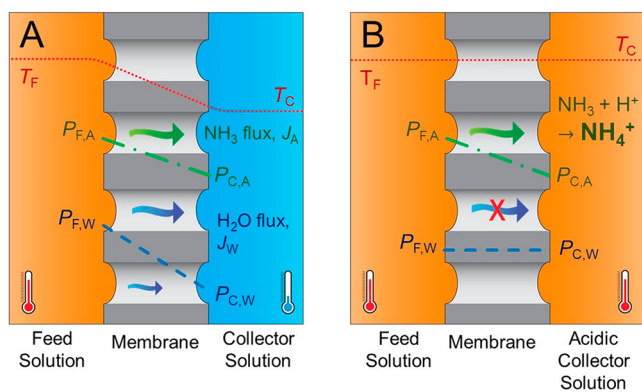 A
T_F
T_C
P_F,A
NH₃ flux, J_A
P_C,A
P_F,W
H₂O flux,
J_W
P_C,W
Feed
Solution
Membrane
Collector
Solution
B
T_C
T_F
NH₃ + H⁺
→ NH₄⁺
P_F,A
P_C,A
X
P_F,W
P_C,W
Feed
Solution
Membrane
Acidic
Collector
Solution